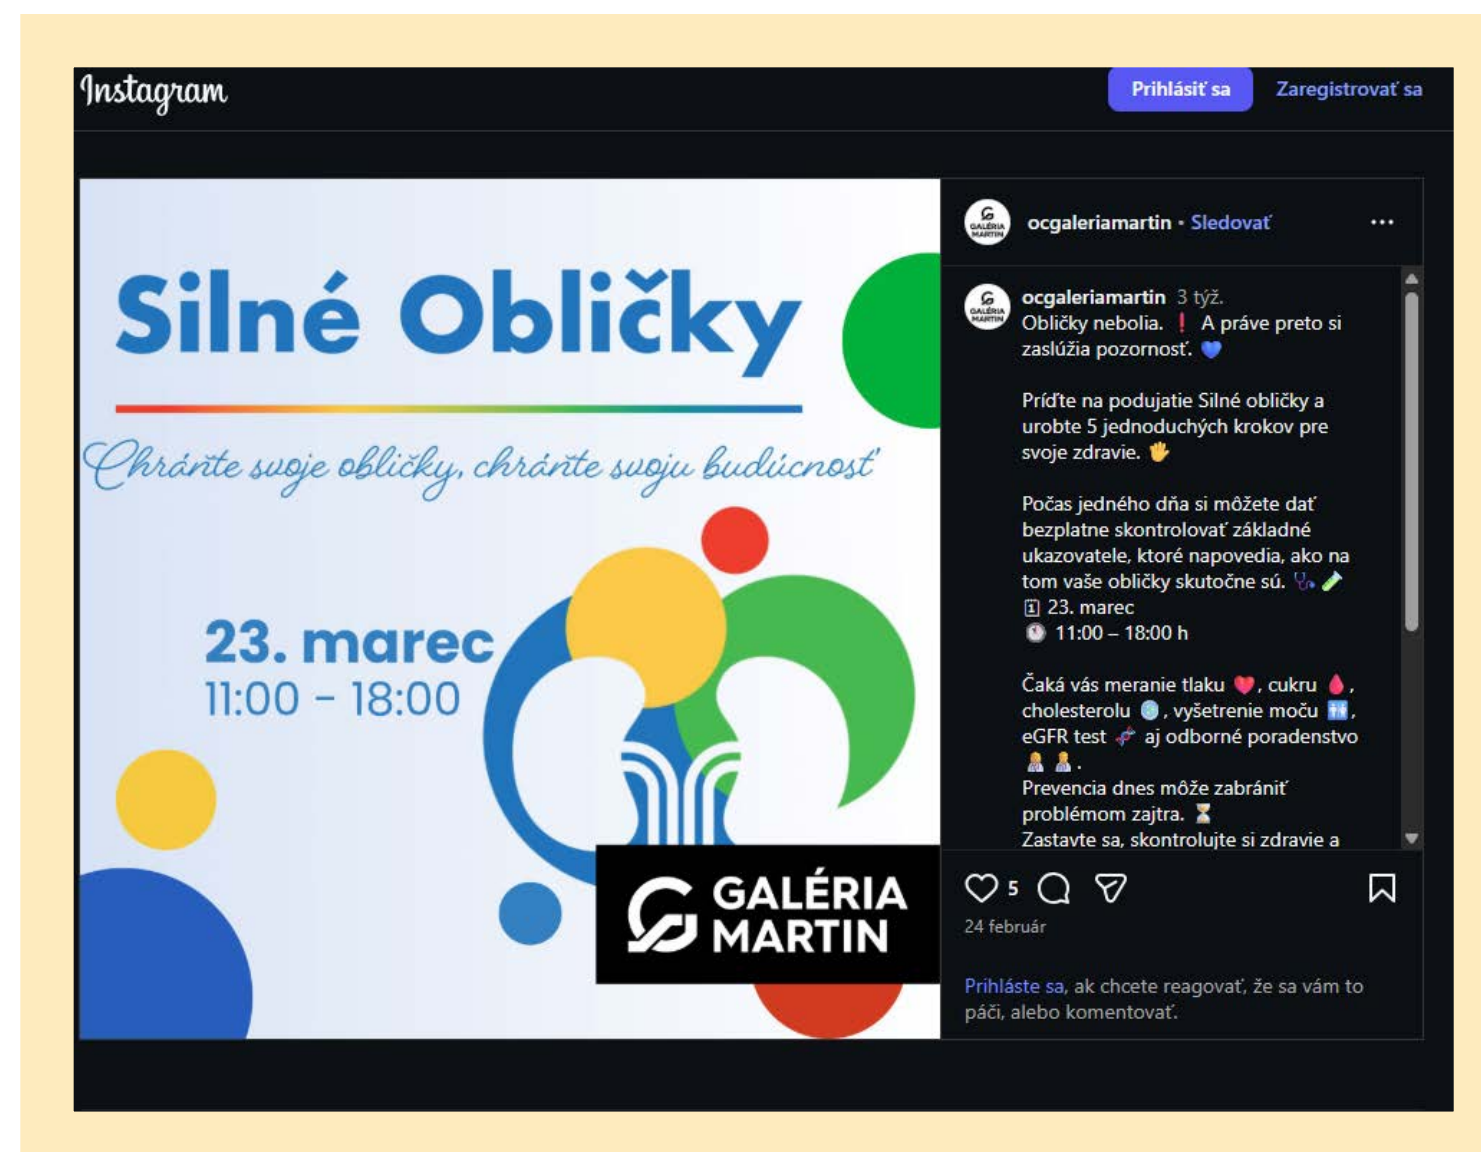 Instagram
Prihlásiť sa
Zaregistrovať sa
Silné Obličky
Chráňte svoje obličky, chráňte svoju budúcnosť
23. marec
11:00 – 18:00
GALÉRIA
MARTIN
GALÉRIA
MARTIN
ocgaleriamartin • Sledovať
GALÉRIA
MARTIN
ocgaleriamartin 3 týž.
Obličky nebolia. ❗ A práve preto si
zaslúžia pozornosť. 💙
Príďte na podujatie Silné obličky a
urobte 5 jednoduchých krokov pre
svoje zdravie. 🖐
Počas jedného dňa si môžete dať
bezplatne skontrolovať základné
ukazovatele, ktoré napovedia, ako na
tom vaše obličky skutočne sú. 🩺 🧪
🗓 23. marec
🕚 11:00 – 18:00 h
Čaká vás meranie tlaku ❤️, cukru 🩸,
cholesterolu 🧫, vyšetrenie moču 🚻,
eGFR test 🧬 aj odborné poradenstvo
👩‍⚕️ 👩‍⚕️.
Prevencia dnes môže zabrániť
problémom zajtra. ⏳
Zastavte sa, skontrolujte si zdravie a
5
24 február
Prihláste sa, ak chcete reagovať, že sa vám to
páči, alebo komentovať.